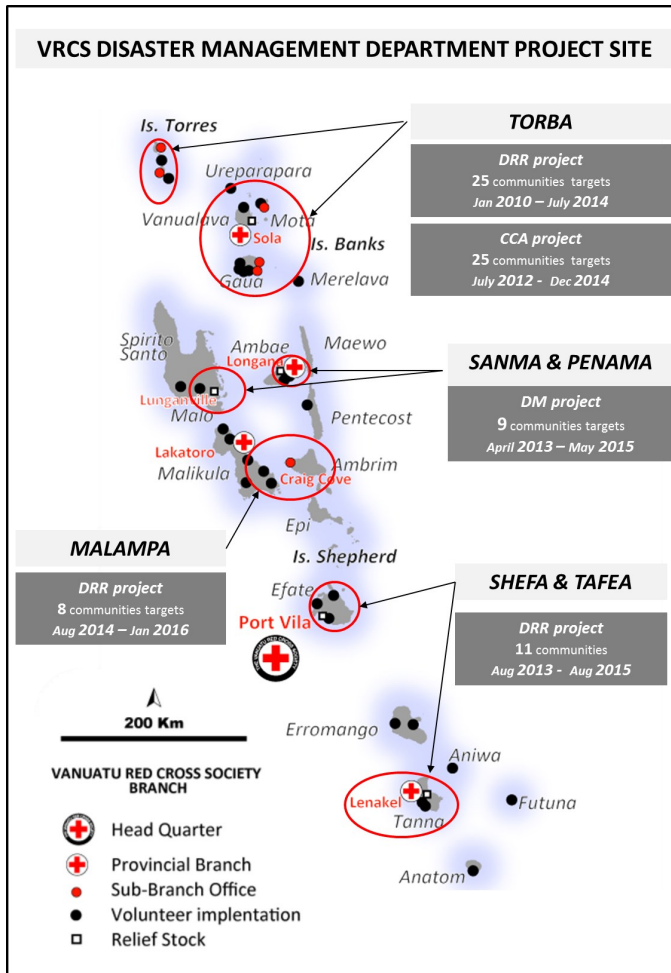 VRCS DISASTER MANAGEMENT DEPARTMENT PROJECT SITE
TORBA
DRR project
25 communities targets
Jan 2010 – July 2014
CCA project
25 communities targets
July 2012 - Dec 2014
Is. Torres
Ureparapara
Vanualava
Mota
Sola
Is. Banks
Gaua
Merelava
Spirito
Santo
Ambae
Maewo
Longana
Lunganville
Malo
Pentecost
SANMA & PENAMA
DM project
9 communities targets
April 2013 – May 2015
Lakatoro
Malikula
Craig Cove
Ambrim
Epi
MALAMPA
DRR project
8 communities targets
Aug 2014 – Jan 2016
Is. Shepherd
Efate
Port Vila
SHEFA & TAFEA
DRR project
11 communities
Aug 2013 - Aug 2015
Erromango
Aniwa
Lenakel
Tanna
Futuna
Anatom
200 Km
VANUATU RED CROSS SOCIETY
BRANCH
Head Quarter
Provincial Branch
Sub-Branch Office
Volunteer implentation
Relief Stock